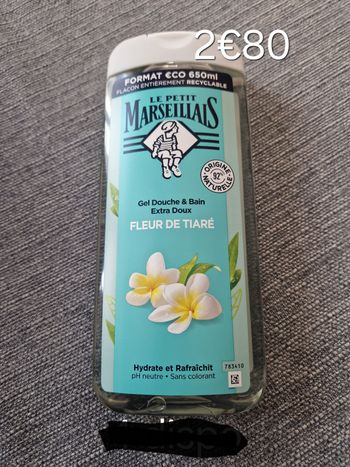 2€80
FORMAT €CO 650ml
FLACON ENTIÈREMENT RECYCLABLE
LE PETIT
MARSEILLAIS
ORIGINE
92%
NATURELLE
Gel Douche & Bain
Extra Doux
FLEUR DE TIARÉ
Hydrate et Rafraîchit
pH neutre • Sans colorant
783410